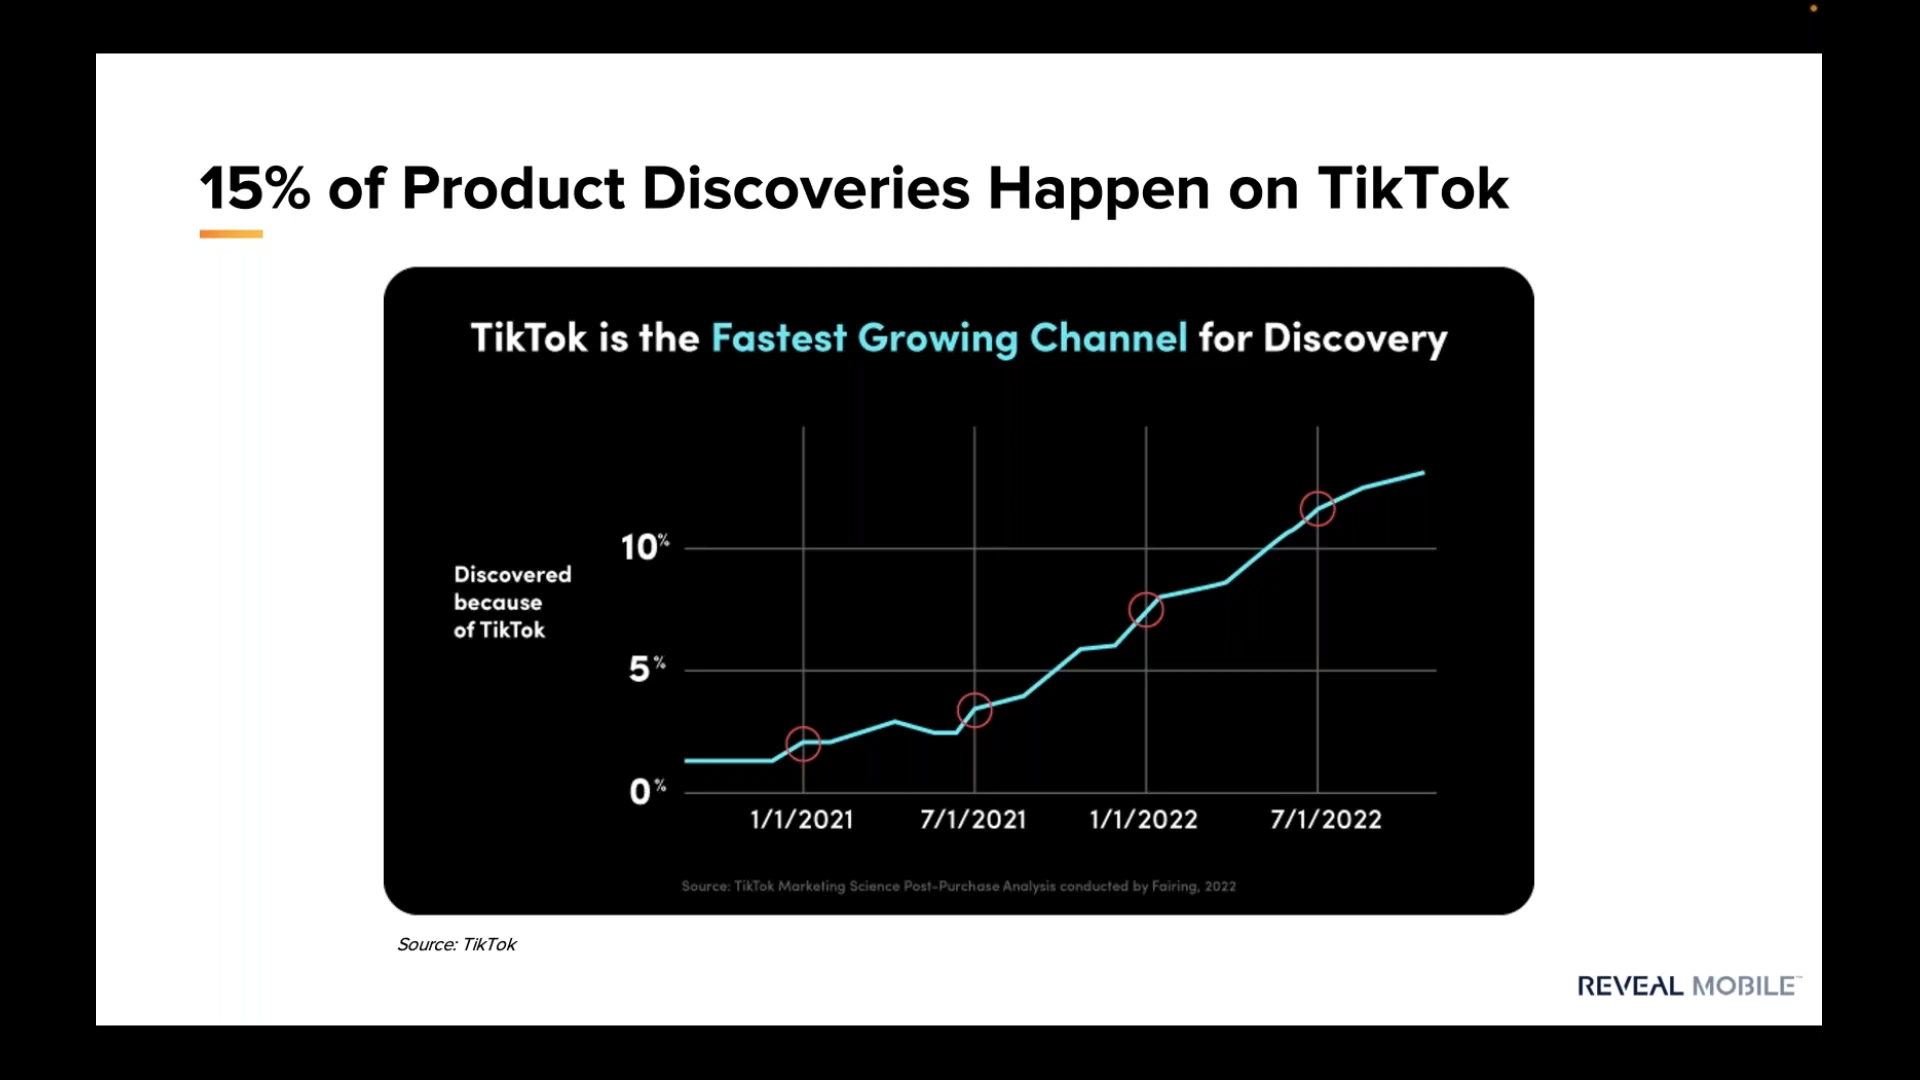 15% of Product Discoveries Happen on TikTok
TikTok is the Fastest Growing Channel for Discovery
Discovered
because
of TikTok
10%
5%
0%
1/1/2021 7/1/2021 1/1/2022 7/1/2022
Source: TikTok Marketing Science Post-Purchase Analysis conducted by Fairing, 2022
Source: TikTok
REVEAL MOBILE™